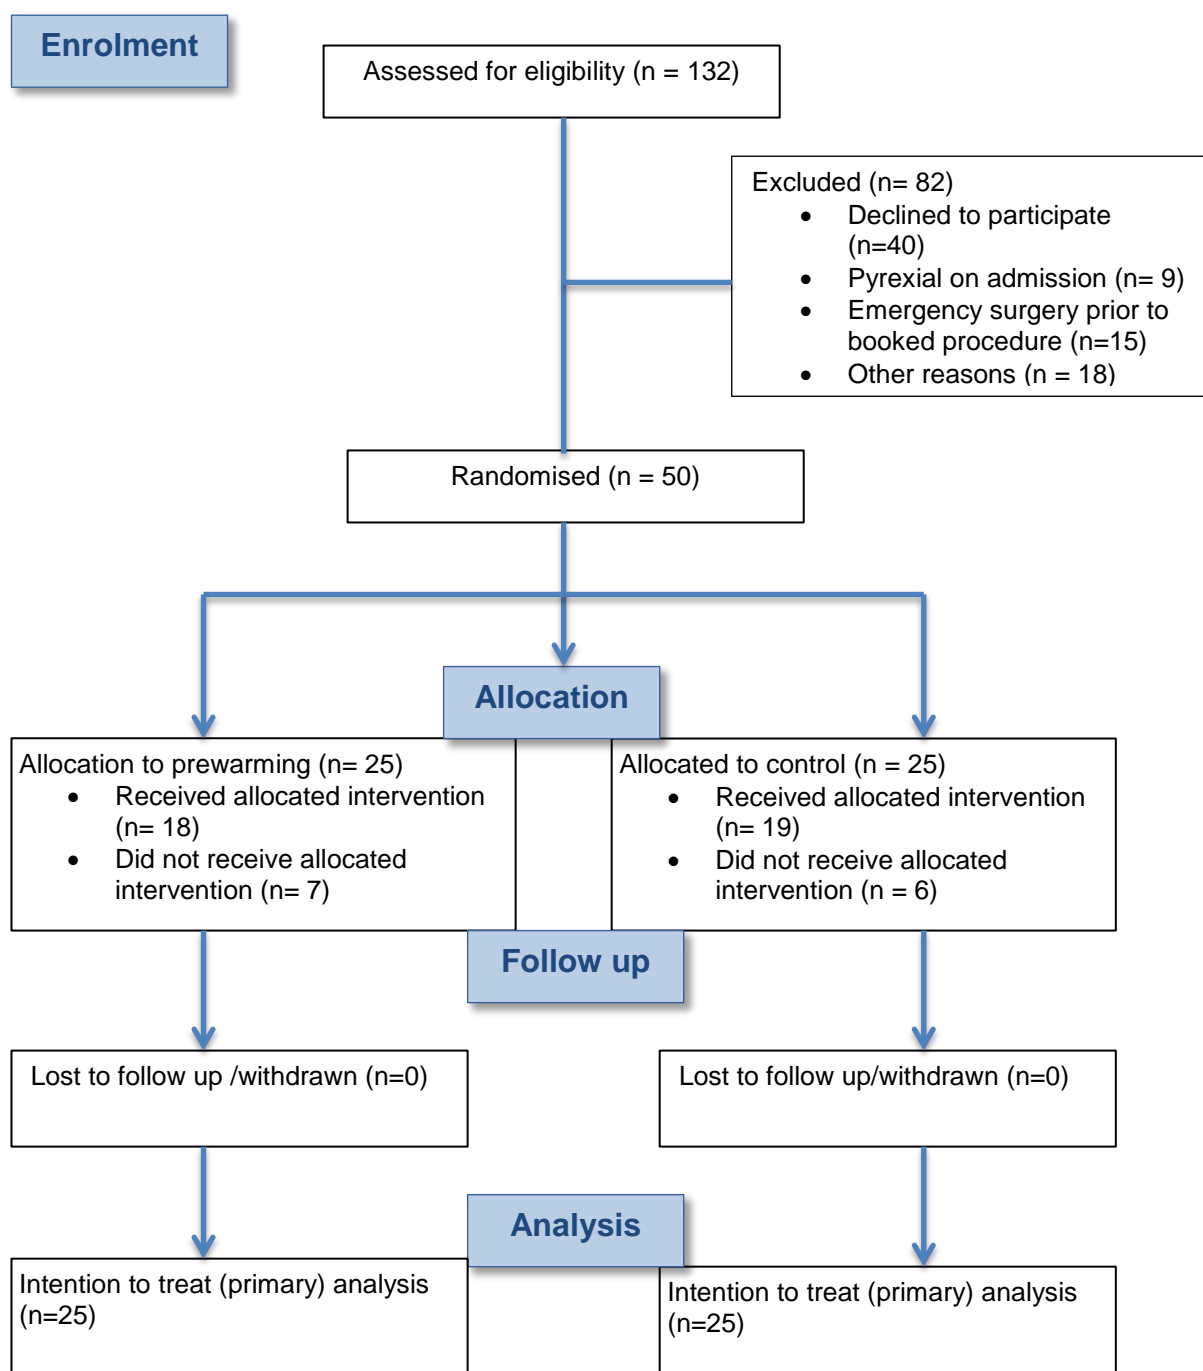 Enrolment
Assessed for eligibility (n = 132)
Excluded (n= 82)
• Declined to participate
(n=40)
• Pyrexial on admission (n= 9)
• Emergency surgery prior to
booked procedure (n=15)
• Other reasons (n = 18)
Randomised (n = 50)
Allocation
Allocation to prewarming (n= 25)
• Received allocated intervention
(n= 18)
• Did not receive allocated
intervention (n= 7)
Allocated to control (n = 25)
• Received allocated intervention
(n= 19)
• Did not receive allocated
intervention (n = 6)
Follow up
Lost to follow up /withdrawn (n=0)
Lost to follow up/withdrawn (n=0)
Analysis
Intention to treat (primary) analysis
(n=25)
Intention to treat (primary) analysis
(n=25)